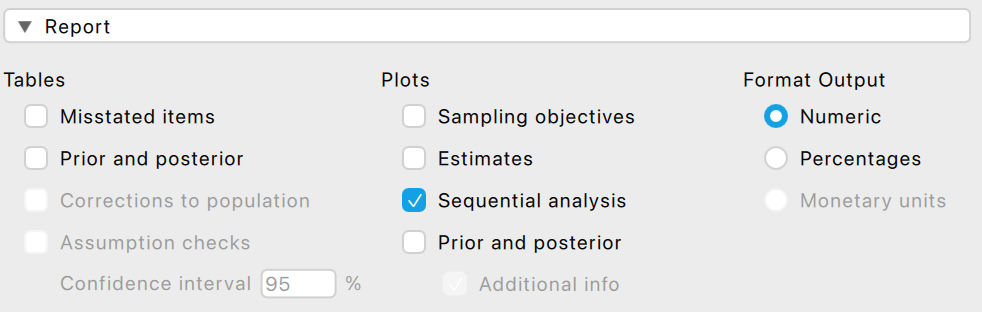 Report
Tables
Misstated items
Prior and posterior
Corrections to population
Assumption checks
Confidence interval 95 %
Plots
Sampling objectives
Estimates
Sequential analysis
Prior and posterior
Additional info
Format Output
Numeric
Percentages
Monetary units